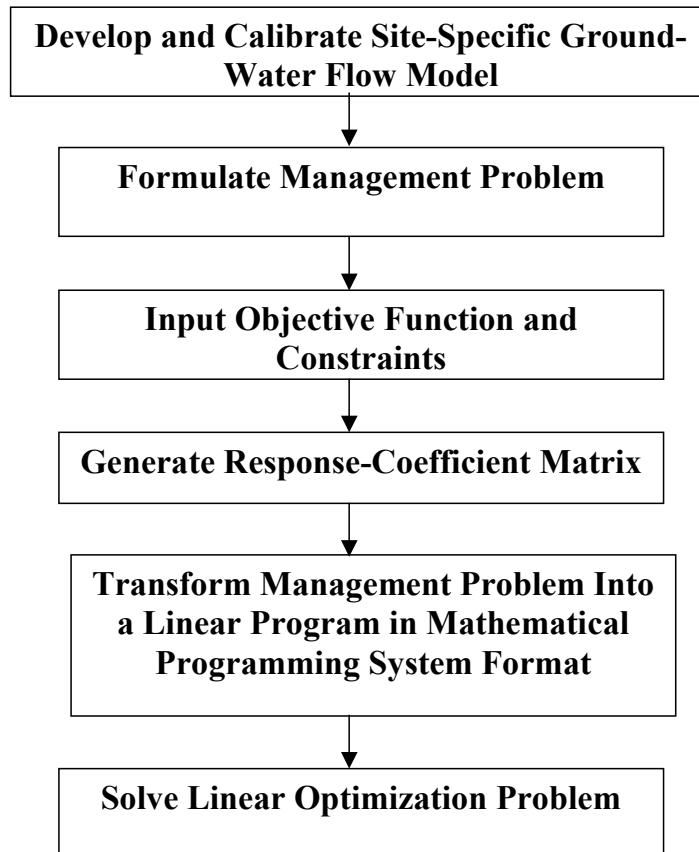 Develop and Calibrate Site-Specific Ground-
Water Flow Model
Formulate Management Problem
Input Objective Function and
Constraints
Generate Response-Coefficient Matrix
Transform Management Problem Into
a Linear Program in Mathematical
Programming System Format
Solve Linear Optimization Problem